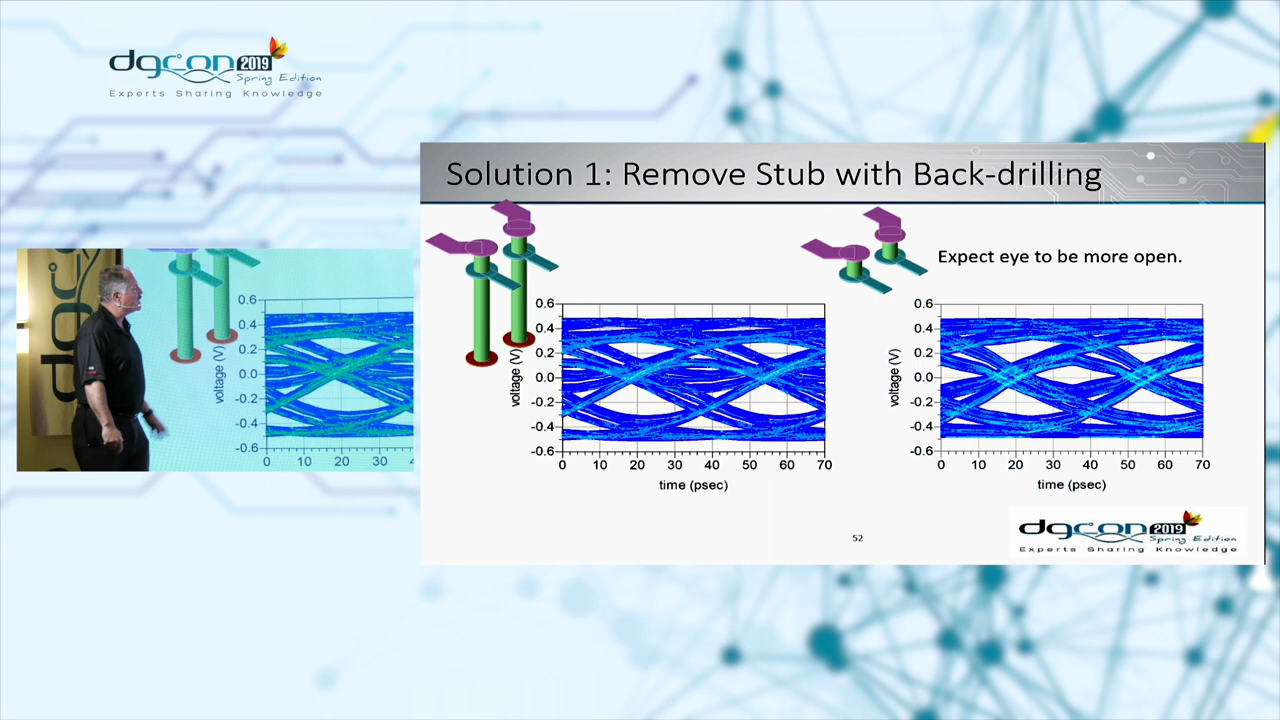 dgcon 2019
Spring Edition
Experts Sharing Knowledge
Solution 1: Remove Stub with Back-drilling
Expect eye to be more open.
0.6
0.4
0.2
0.0
-0.2
-0.4
-0.6
voltage (V)
0 10 20 30 40 50 60 70
time (psec)
0.6
0.4
0.2
0.0
-0.2
-0.4
-0.6
voltage (V)
0 10 20 30 40 50 60 70
time (psec)
52
dgcon 2019
Spring Edition
Experts Sharing Knowledge
dgc
0.6
0.4
0.2
0.0
-0.2
-0.4
-0.6
voltage (V)
0 10 20 30